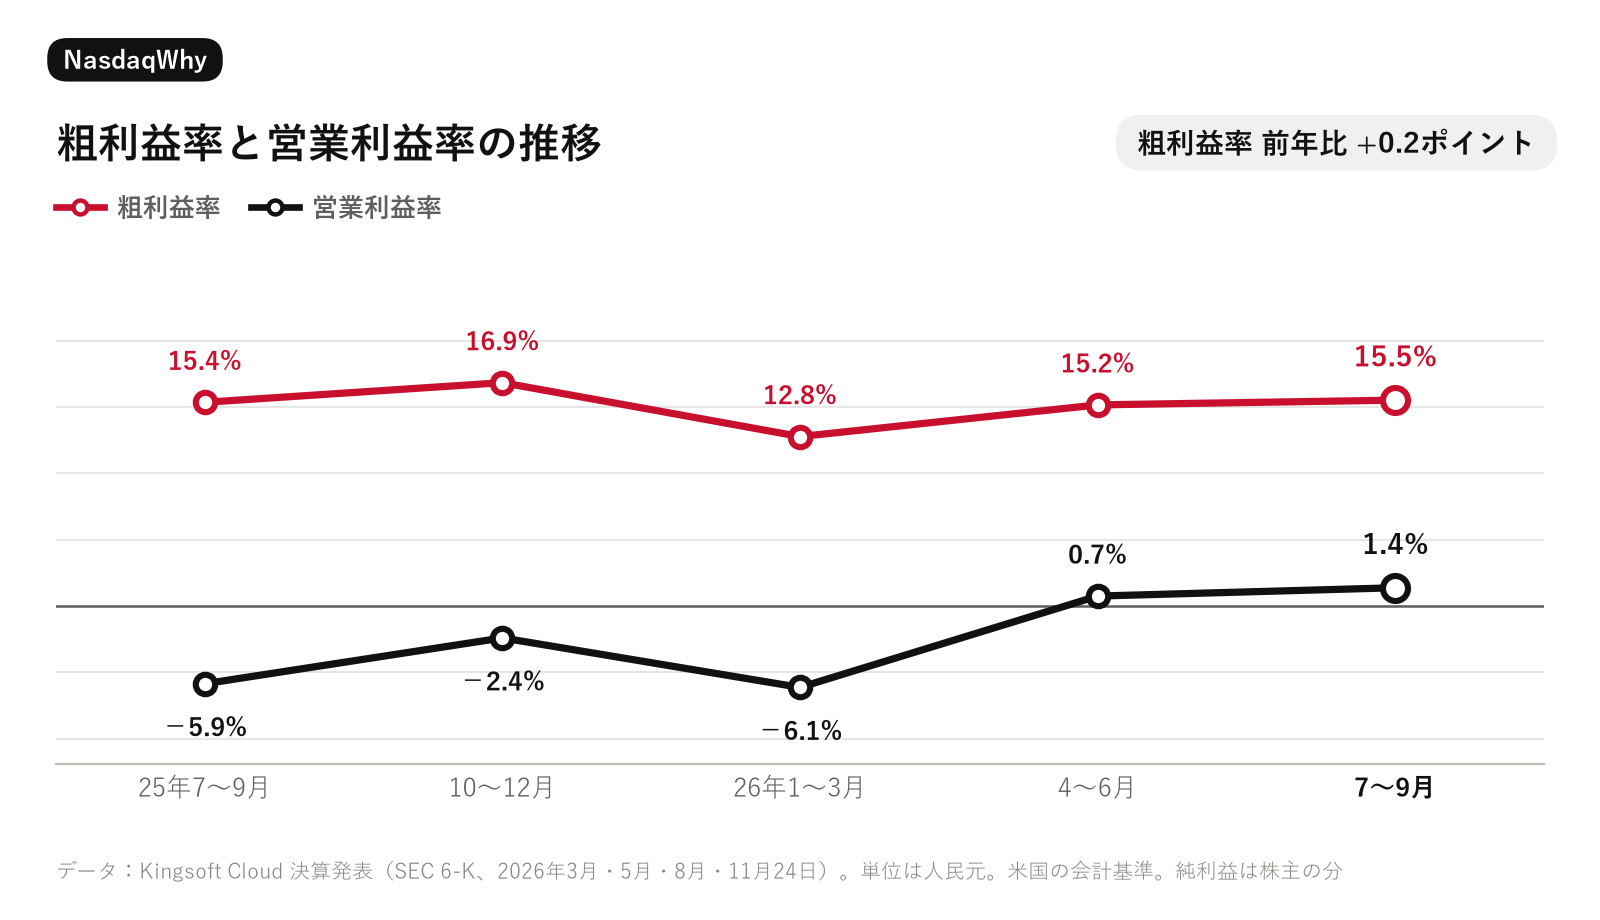 NasdaqWhy
粗利益率と営業利益率の推移
粗利益率 前年比 +0.2ポイント
粗利益率 営業利益率
15.4% 16.9% 12.8% 15.2% 15.5%
−5.9% −2.4% −6.1% 0.7% 1.4%
25年7〜9月 10〜12月 26年1〜3月 4〜6月 7〜9月
データ：Kingsoft Cloud 決算発表（SEC 6-K、2026年3月・5月・8月・11月24日）。単位は人民元。米国の会計基準。純利益は株主の分